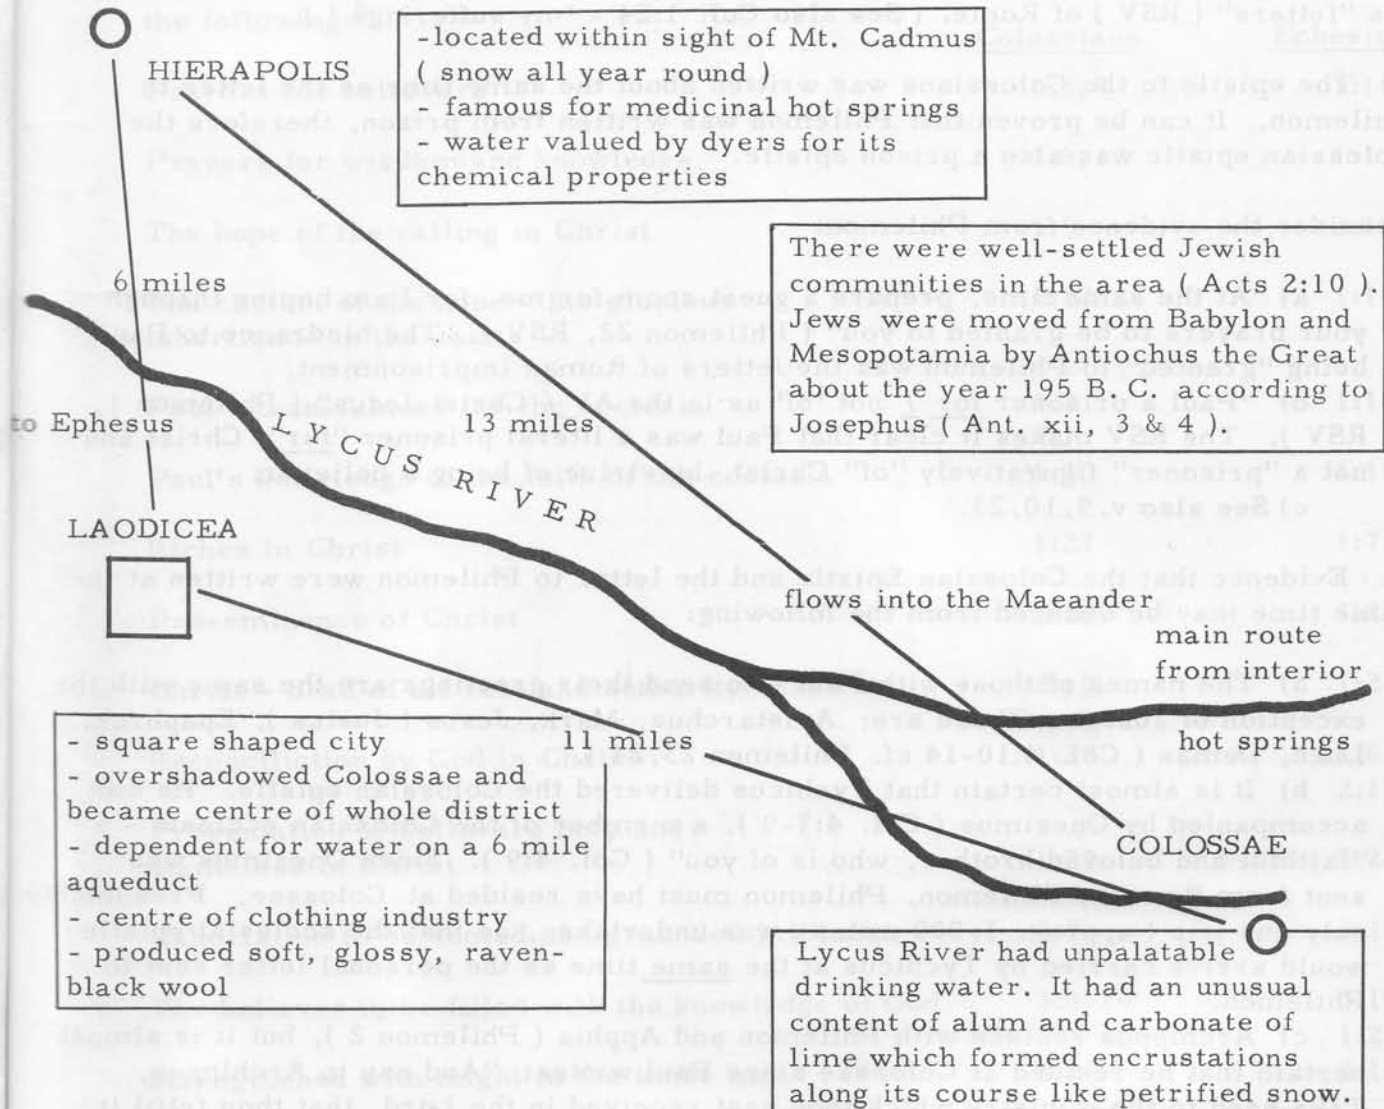 HIERAPOLIS
-located within sight of Mt. Cadmus
( snow all year round )
- famous for medicinal hot springs
- water valued by dyers for its
chemical properties
There were well-settled Jewish
communities in the area ( Acts 2:10 ).
Jews were moved from Babylon and
Mesopotamia by Antiochus the Great
about the year 195 B.C. according to
Josephus ( Ant. xii, 3 & 4 ).
6 miles
to Ephesus
13 miles
LYCUS RIVER
LAODICEA
flows into the Maeander
main route
from interior
hot springs
11 miles
- square shaped city
- overshadowed Colossae and
became centre of whole district
- dependent for water on a 6 mile
aqueduct
- centre of clothing industry
- produced soft, glossy, raven-
black wool
COLOSSAE
Lycus River had unpalatable
drinking water. It had an unusual
content of alum and carbonate of
lime which formed encrustations
along its course like petrified snow.